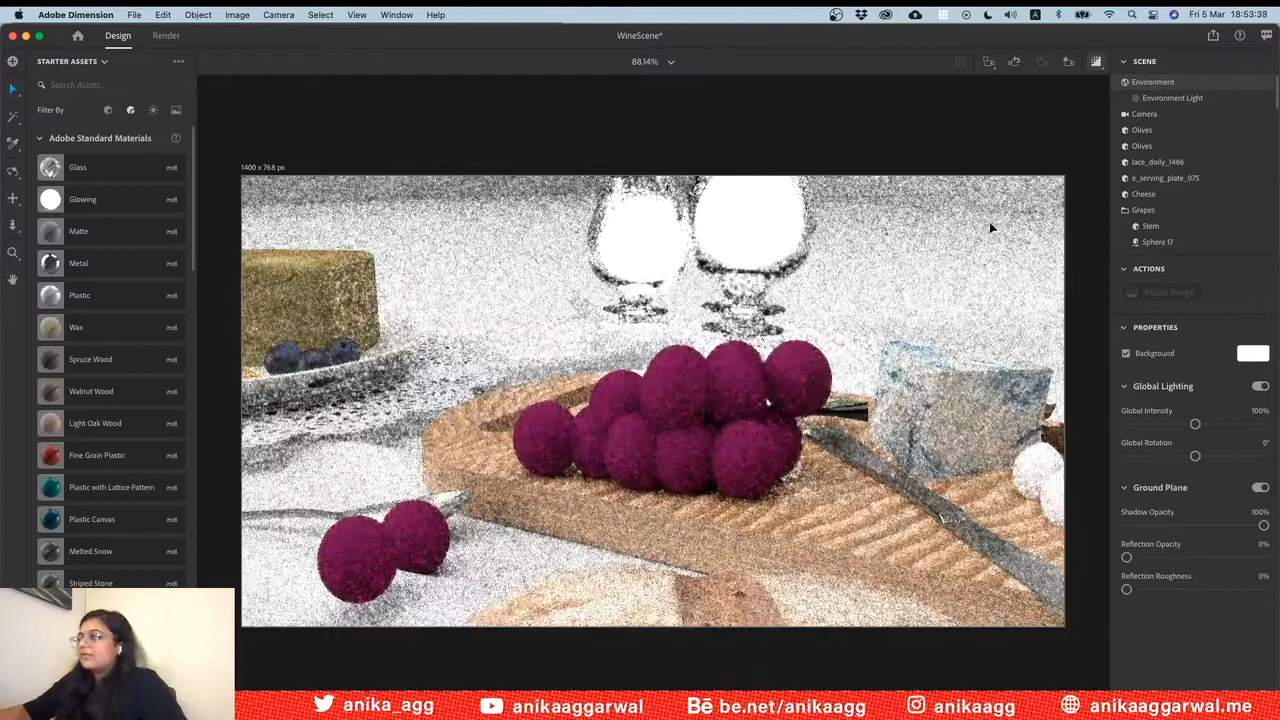 Adobe Dimension File Edit Object Image Camera Select View Window Help
Fri 5 Mar 18:53:38
Design Render
WineScene*
STARTER ASSETS
88.14%
Search Assets...
Filter By
Adobe Standard Materials
Glass .mdl
Glowing .mdl
Matte .mdl
Metal .mdl
Plastic .mdl
Wax .mdl
Spruce Wood .mdl
Walnut Wood .mdl
Light Oak Wood .mdl
Fine Grain Plastic .mdl
Plastic with Lattice Pattern .mdl
Plastic Canvas .mdl
Melted Snow .mdl
Striped Stone .mdl
1400 x 768 px
SCENE
Environment
Environment Light
Camera
Olives
Olives
lace_doily_1486
e_serving_plate_075
Cheese
Grapes
Stem
Sphere 17
ACTIONS
Match Image
PROPERTIES
Background
Global Lighting
Global Intensity 100%
Global Rotation 0°
Ground Plane
Shadow Opacity 100%
Reflection Opacity 0%
Reflection Roughness 0%
anika_agg anikaaggarwal be.net/anikaagg anikaagg anikaaggarwal.me